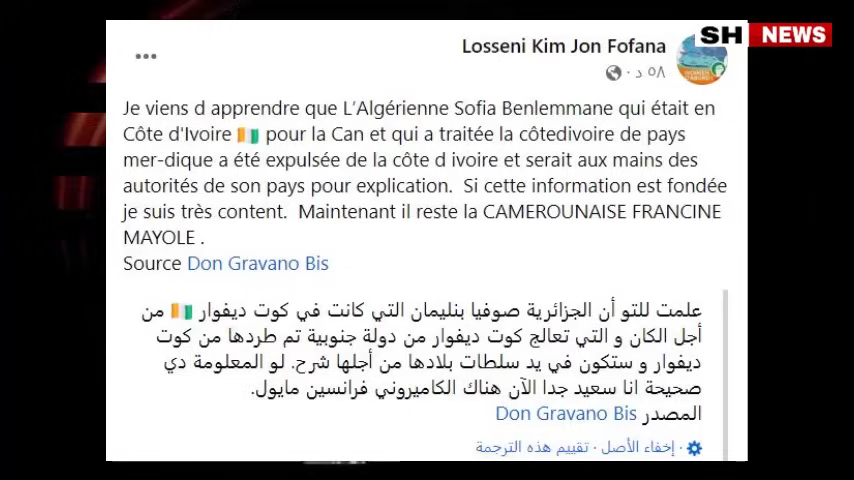 SH NEWS
Losseni Kim Jon Fofana
٥٨ د ·
Je viens d apprendre que L'Algérienne Sofia Benlemmane qui était en
Côte d'Ivoire 🇨🇮 pour la Can et qui a traitée la côtedivoire de pays
mer-dique a été expulsée de la côte d ivoire et serait aux mains des
autorités de son pays pour explication. Si cette information est fondée
je suis très content. Maintenant il reste la CAMEROUNAISE FRANCINE
MAYOLE .
Source Don Gravano Bis
علمت للتو أن الجزائرية صوفيا بنليمان التي كانت في كوت ديفوار 🇨🇮 من
أجل الكان و التي تعالج كوت ديفوار من دولة جنوبية تم طردها من كوت
ديفوار و ستكون في يد سلطات بلادها من أجلها شرح. لو المعلومة دي
صحيحة انا سعيد جدا الآن هناك الكاميروني فرانسين مايول.
المصدر Don Gravano Bis
إخفاء الأصل · تقييم هذه الترجمة